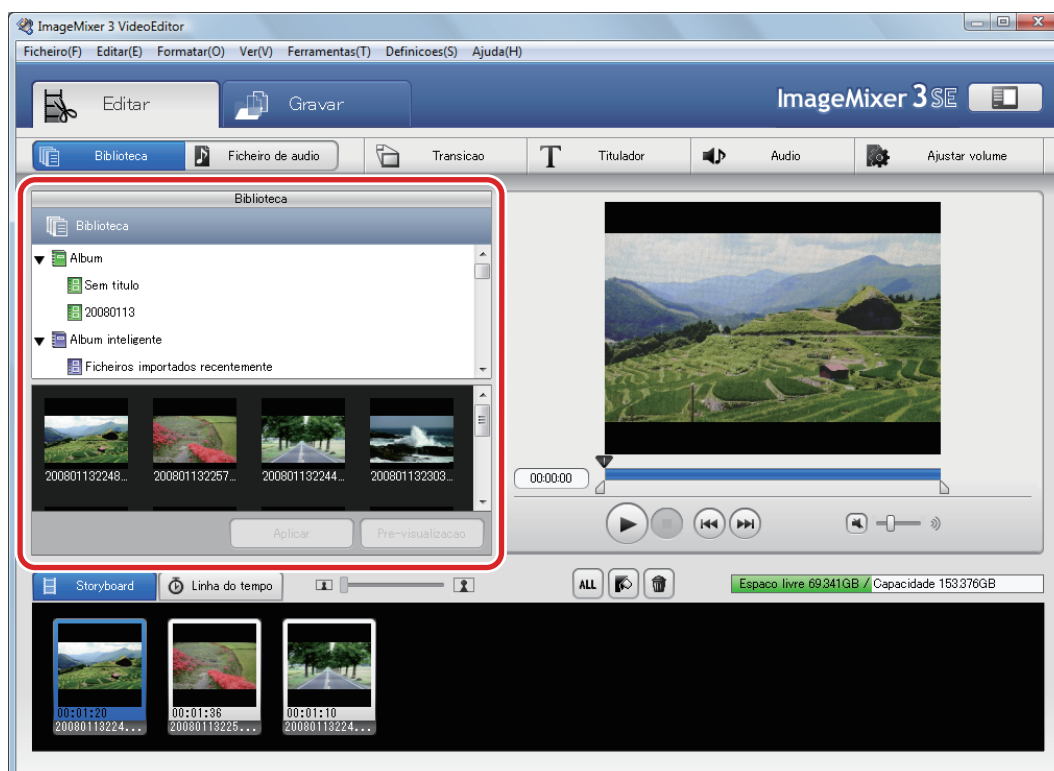 ImageMixer 3 VideoEditor
Ficheiro(F) Editar(E) Formatar(O) Ver(V) Ferramentas(T) Definicoes(S) Ajuda(H)
Editar
Gravar
ImageMixer 3 SE
Biblioteca
Ficheiro de audio
Transicao
T
Titulador
Audio
Ajustar volume
Biblioteca
Biblioteca
Album
Sem titulo
20080113
Album inteligente
Ficheiros importados recentemente
200801132248... 200801132257... 200801132244... 200801132303...
Aplicar
Pre-visualizacao
00:00:00
Storyboard
Linha do tempo
ALL
Espaco livre 69.341GB / Capacidade 153.376GB
00:01:20 00:01:36 00:01:10
20080113224... 20080113225... 20080113224...